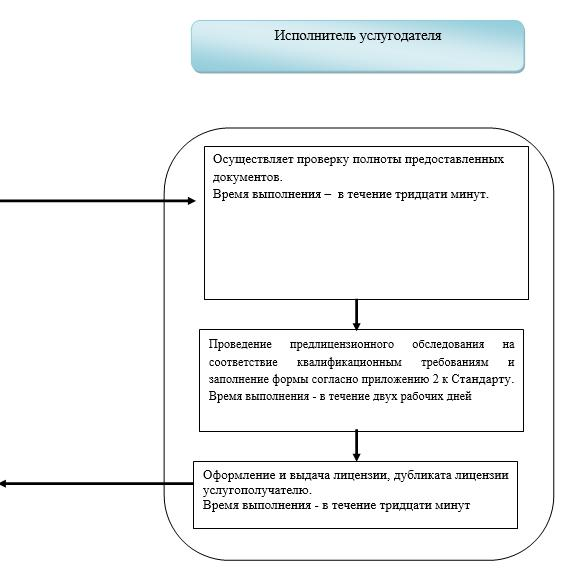 Исполнитель услугодателя
Осуществляет проверку полноты предоставленных
документов.
Время выполнения – в течение тридцати минут.
Проведение предлицензионного обследования на
соответствие квалификационным требованиям и
заполнение формы согласно приложению 2 к Стандарту.
Время выполнения - в течение двух рабочих дней
Оформление и выдача лицензии, дубликата лицензии
услугополучателю.
Время выполнения - в течение тридцати минут